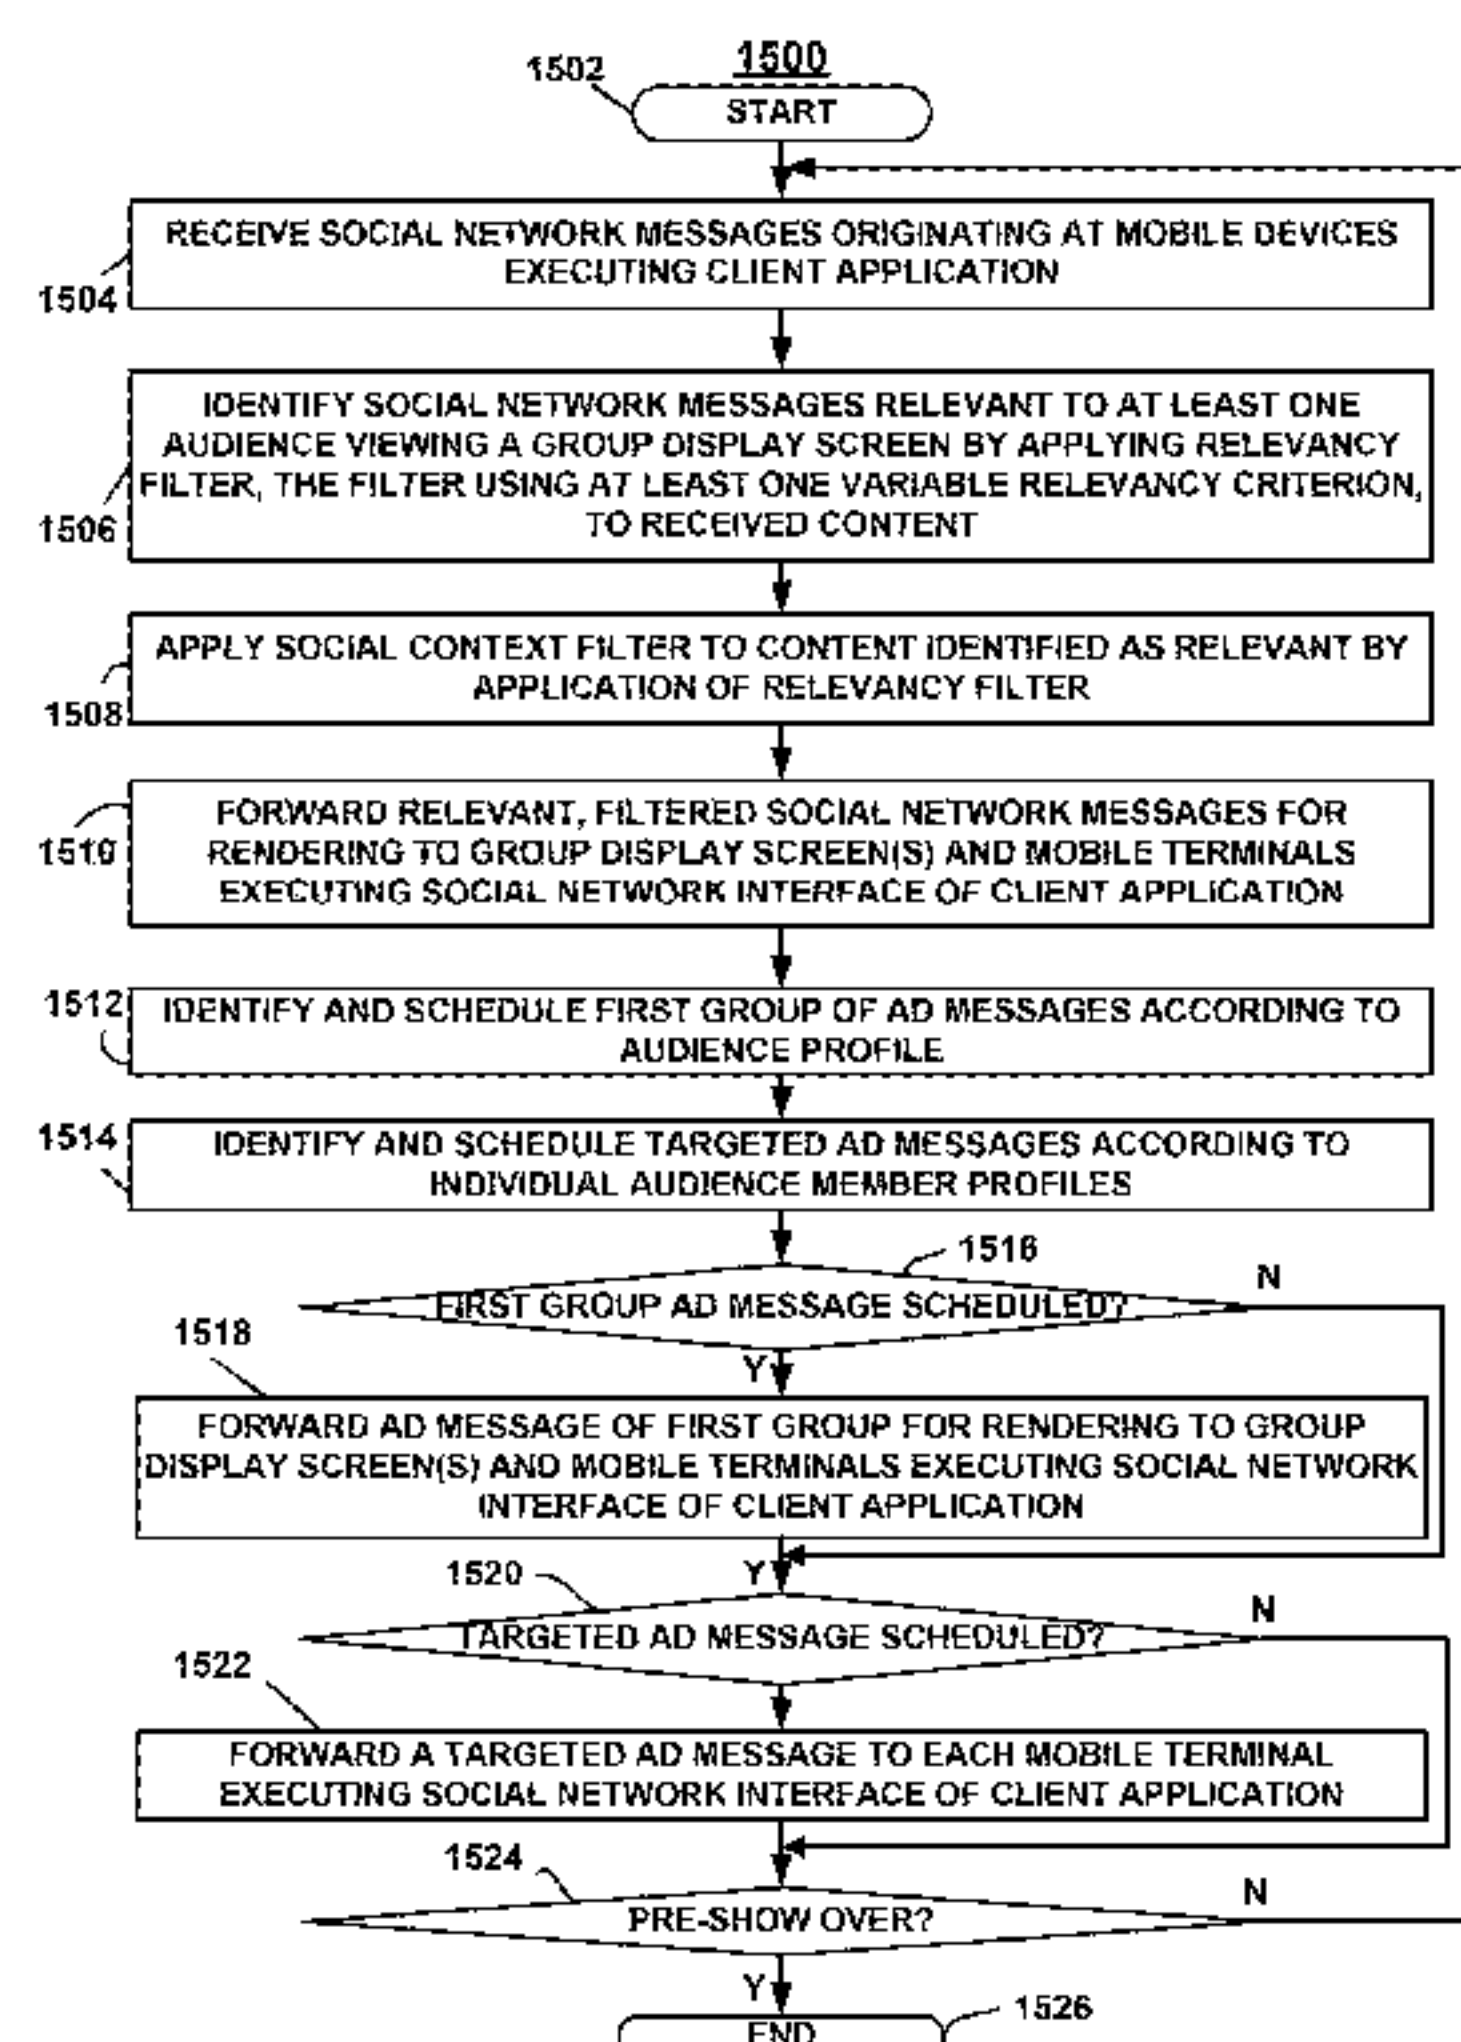 1500
1502
START
RECEIVE SOCIAL NETWORK MESSAGES ORIGINATING AT MOBILE DEVICES
EXECUTING CLIENT APPLICATION
1504
IDENTIFY SOCIAL NETWORK MESSAGES RELEVANT TO AT LEAST ONE
AUDIENCE VIEWING A GROUP DISPLAY SCREEN BY APPLYING RELEVANCY
FILTER, THE FILTER USING AT LEAST ONE VARIABLE RELEVANCY CRITERION,
TO RECEIVED CONTENT
1506
APPLY SOCIAL CONTEXT FILTER TO CONTENT IDENTIFIED AS RELEVANT BY
APPLICATION OF RELEVANCY FILTER
1508
FORWARD RELEVANT, FILTERED SOCIAL NETWORK MESSAGES FOR
RENDERING TO GROUP DISPLAY SCREEN(S) AND MOBILE TERMINALS
EXECUTING SOCIAL NETWORK INTERFACE OF CLIENT APPLICATION
1510
1512
IDENTIFY AND SCHEDULE FIRST GROUP OF AD MESSAGES ACCORDING TO
AUDIENCE PROFILE
1514
IDENTIFY AND SCHEDULE TARGETED AD MESSAGES ACCORDING TO
INDIVIDUAL AUDIENCE MEMBER PROFILES
1516
N
FIRST GROUP AD MESSAGE SCHEDULED?
1518
Y
FORWARD AD MESSAGE OF FIRST GROUP FOR RENDERING TO GROUP
DISPLAY SCREEN(S) AND MOBILE TERMINALS EXECUTING SOCIAL NETWORK
INTERFACE OF CLIENT APPLICATION
1520
Y
N
TARGETED AD MESSAGE SCHEDULED?
1522
FORWARD A TARGETED AD MESSAGE TO EACH MOBILE TERMINAL
EXECUTING SOCIAL NETWORK INTERFACE OF CLIENT APPLICATION
1524
N
PRE-SHOW OVER?
Y
1526
END